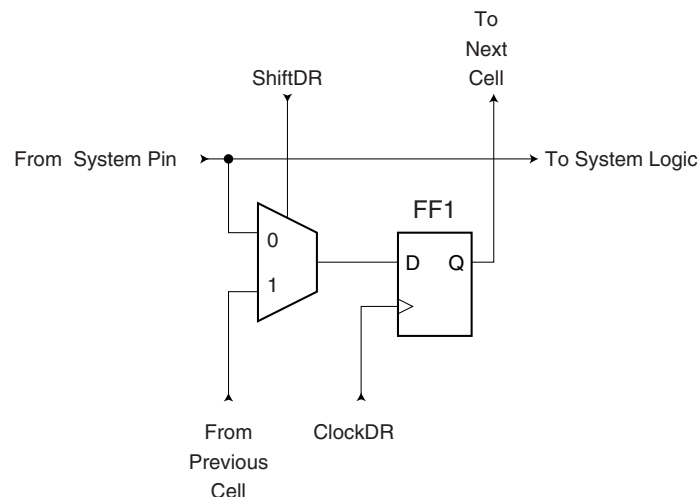 To
Next
Cell
ShiftDR
From System Pin
To System Logic
FF1
0
D Q
1
From
Previous
Cell
ClockDR